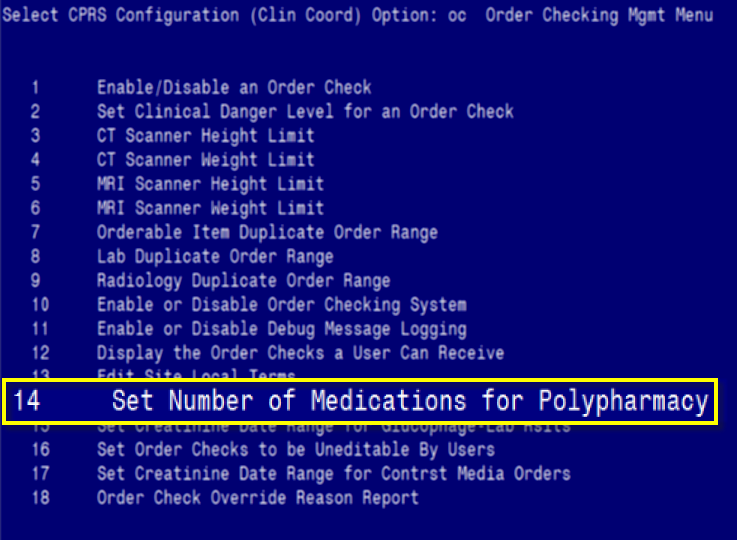 Select CPRS Configuration (Clin Coord) Option: oc Order Checking Mgmt Menu
1 Enable/Disable an Order Check
2 Set Clinical Danger Level for an Order Check
3 CT Scanner Height Limit
4 CT Scanner Weight Limit
5 MRI Scanner Height Limit
6 MRI Scanner Weight Limit
7 Orderable Item Duplicate Order Range
8 Lab Duplicate Order Range
9 Radiology Duplicate Order Range
10 Enable or Disable Order Checking System
11 Enable or Disable Debug Message Logging
12 Display the Order Checks a User Can Receive
13 Edit Site Local Terms
14 Set Number of Medications for Polypharmacy
15 Set Creatinine Date Range for Glucophage-Lab Rslts
16 Set Order Checks to be Uneditable By Users
17 Set Creatinine Date Range for Contrst Media Orders
18 Order Check Override Reason Report